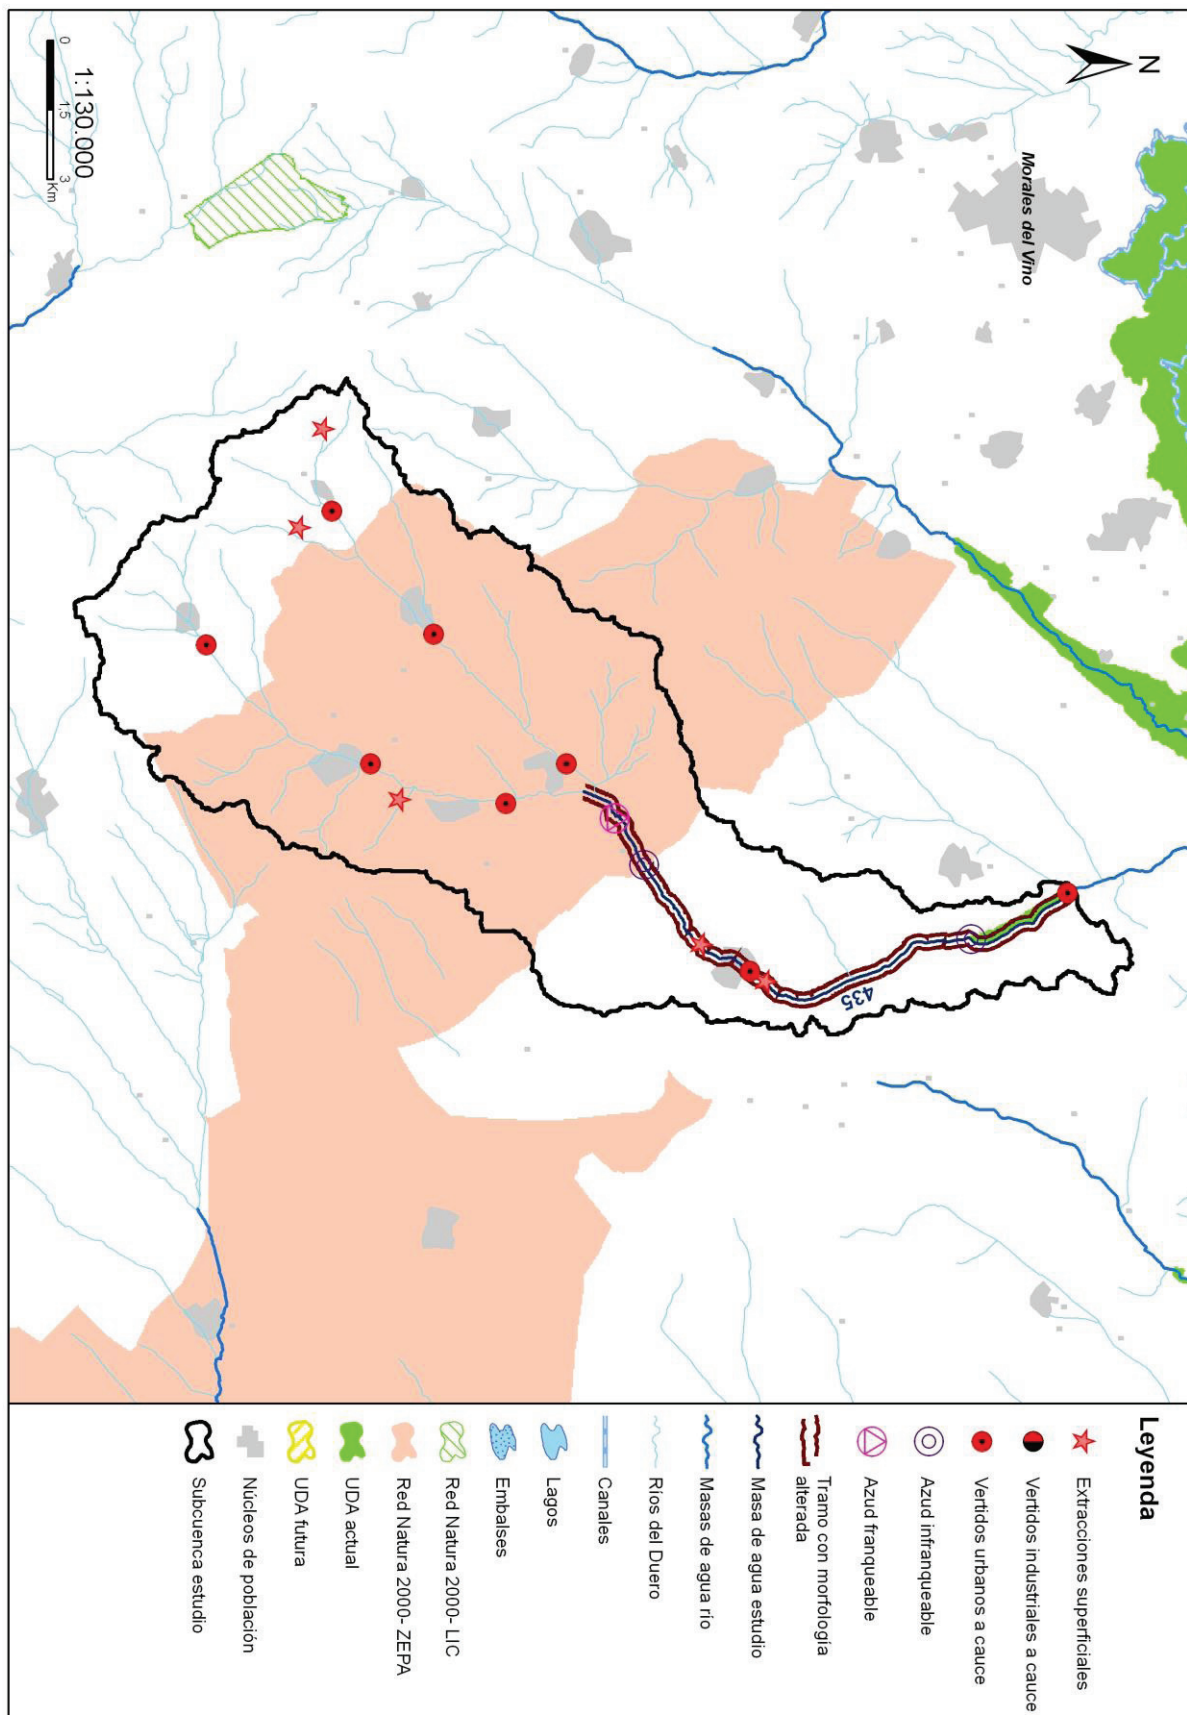 N
Morales del Vino
435
1:130.000
0 1,5 3
Km
Leyenda
Extracciones superficiales
Vertidos industriales a cauce
Vertidos urbanos a cauce
Azud infranqueable
Azud franqueable
Tramo con morfología
alterada
Masa de agua estudio
Masas de agua río
Ríos del Duero
Canales
Lagos
Embalses
Red Natura 2000- LIC
Red Natura 2000- ZEPA
UDA actual
UDA futura
Núcleos de población
Subcuenca estudio